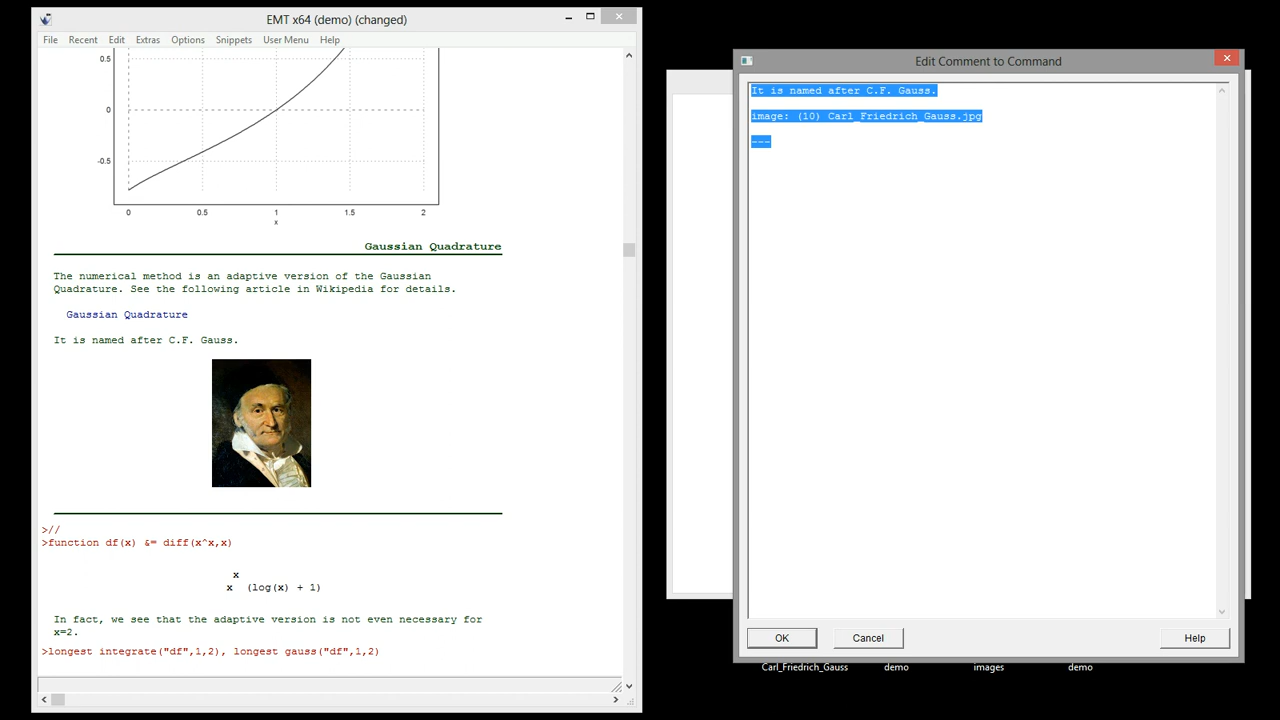 EMT x64 (demo) (changed)
File Recent Edit Extras Options Snippets User Menu Help
0.5
0
-0.5
0 0.5 1 1.5 2
x
Gaussian Quadrature
The numerical method is an adaptive version of the Gaussian
Quadrature. See the following article in Wikipedia for details.
Gaussian Quadrature
It is named after C.F. Gauss.
>//
>function df(x) &= diff(x^x,x)
x
x (log(x) + 1)
In fact, we see that the adaptive version is not even necessary for
x=2.
>longest integrate("df",1,2), longest gauss("df",1,2)
Edit Comment to Command
It is named after C.F. Gauss.
image: (10) Carl_Friedrich_Gauss.jpg
---
OK Cancel Help
Carl_Friedrich_Gauss demo images demo